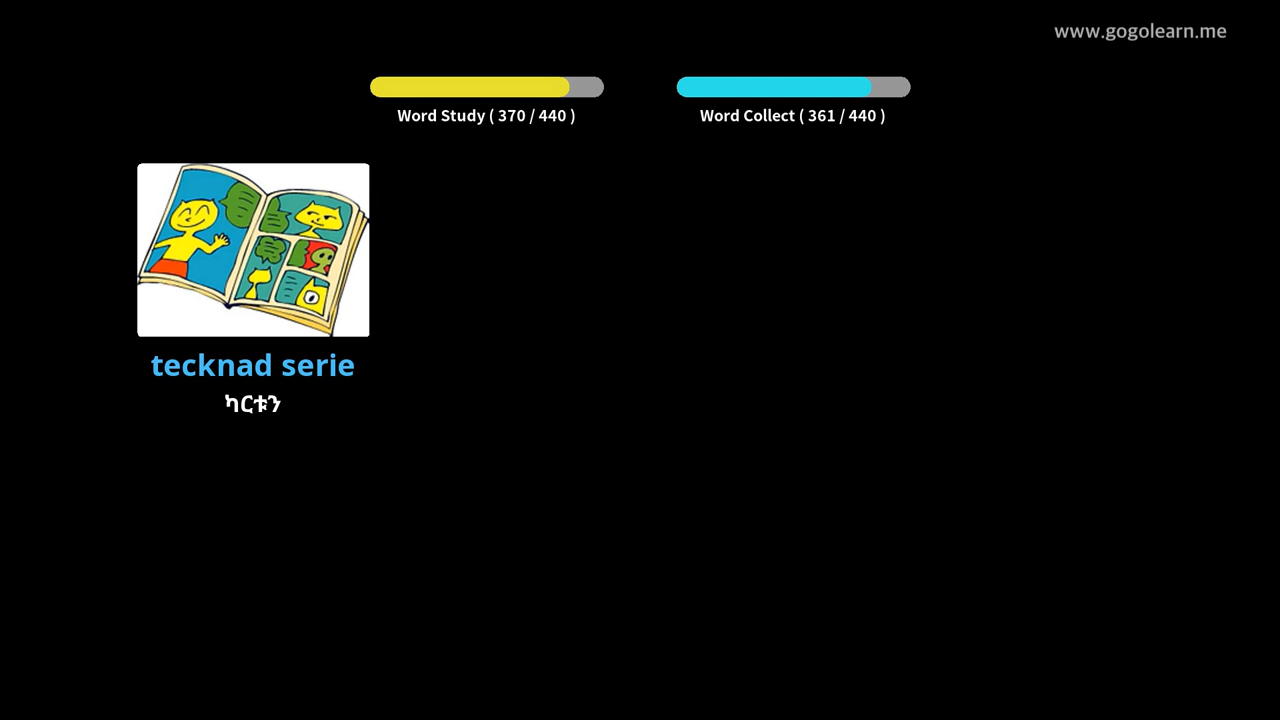 www.gogolearn.me
Word Study ( 370 / 440 )
Word Collect ( 361 / 440 )
tecknad serie
ካርቱን